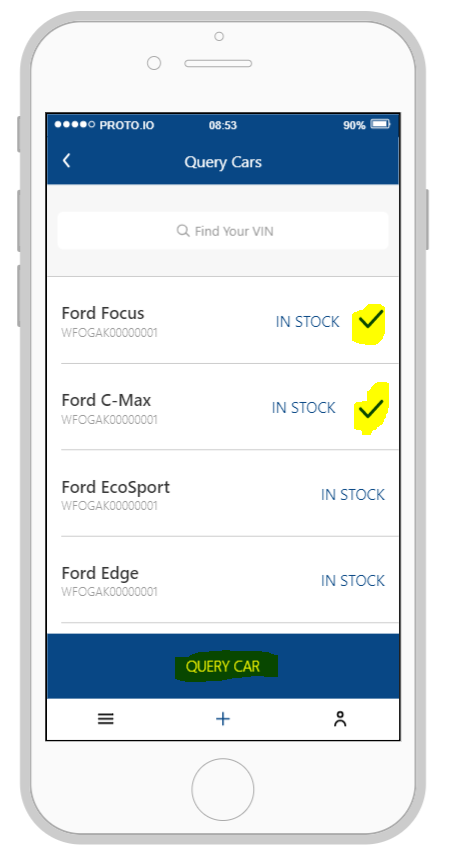 PROTO.IO 08:53 90%
Query Cars
Find Your VIN
Ford Focus IN STOCK
WFOGAK00000001
Ford C-Max IN STOCK
WFOGAK00000001
Ford EcoSport IN STOCK
WFOGAK00000001
Ford Edge IN STOCK
WFOGAK00000001
QUERY CAR